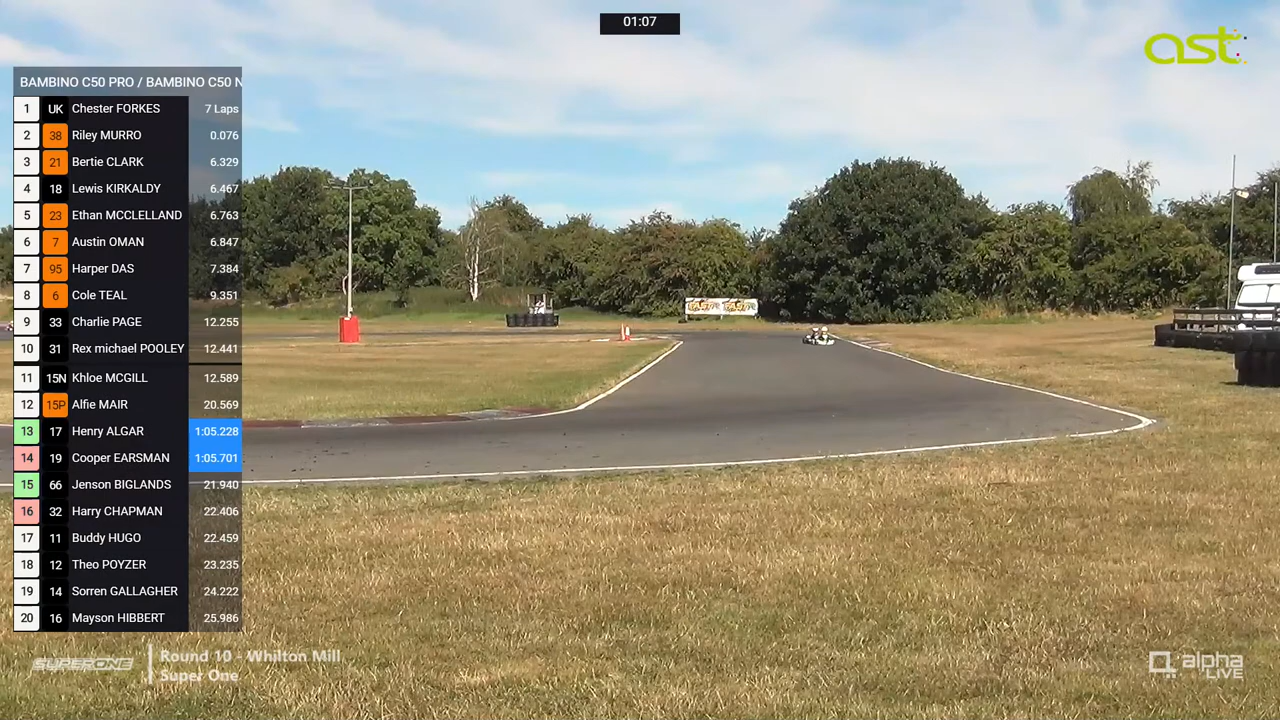 01:07
ast
BAMBINO C50 PRO / BAMBINO C50 N
1 UK Chester FORKES 7 Laps
2 38 Riley MURRO 0.076
3 21 Bertie CLARK 6.329
4 18 Lewis KIRKALDY 6.467
5 23 Ethan MCCLELLAND 6.763
6 7 Austin OMAN 6.847
7 95 Harper DAS 7.384
8 6 Cole TEAL 9.351
9 33 Charlie PAGE 12.255
10 31 Rex michael POOLEY 12.441
11 15N Khloe MCGILL 12.589
12 15P Alfie MAIR 20.569
13 17 Henry ALGAR 1:05.228
14 19 Cooper EARSMAN 1:05.701
15 66 Jenson BIGLANDS 21.940
16 32 Harry CHAPMAN 22.406
17 11 Buddy HUGO 22.459
18 12 Theo POYZER 23.235
19 14 Sorren GALLAGHER 24.222
20 16 Mayson HIBBERT 25.986
SUPERONE
Round 10 - Whilton Mill
Super One
alpha
LIVE